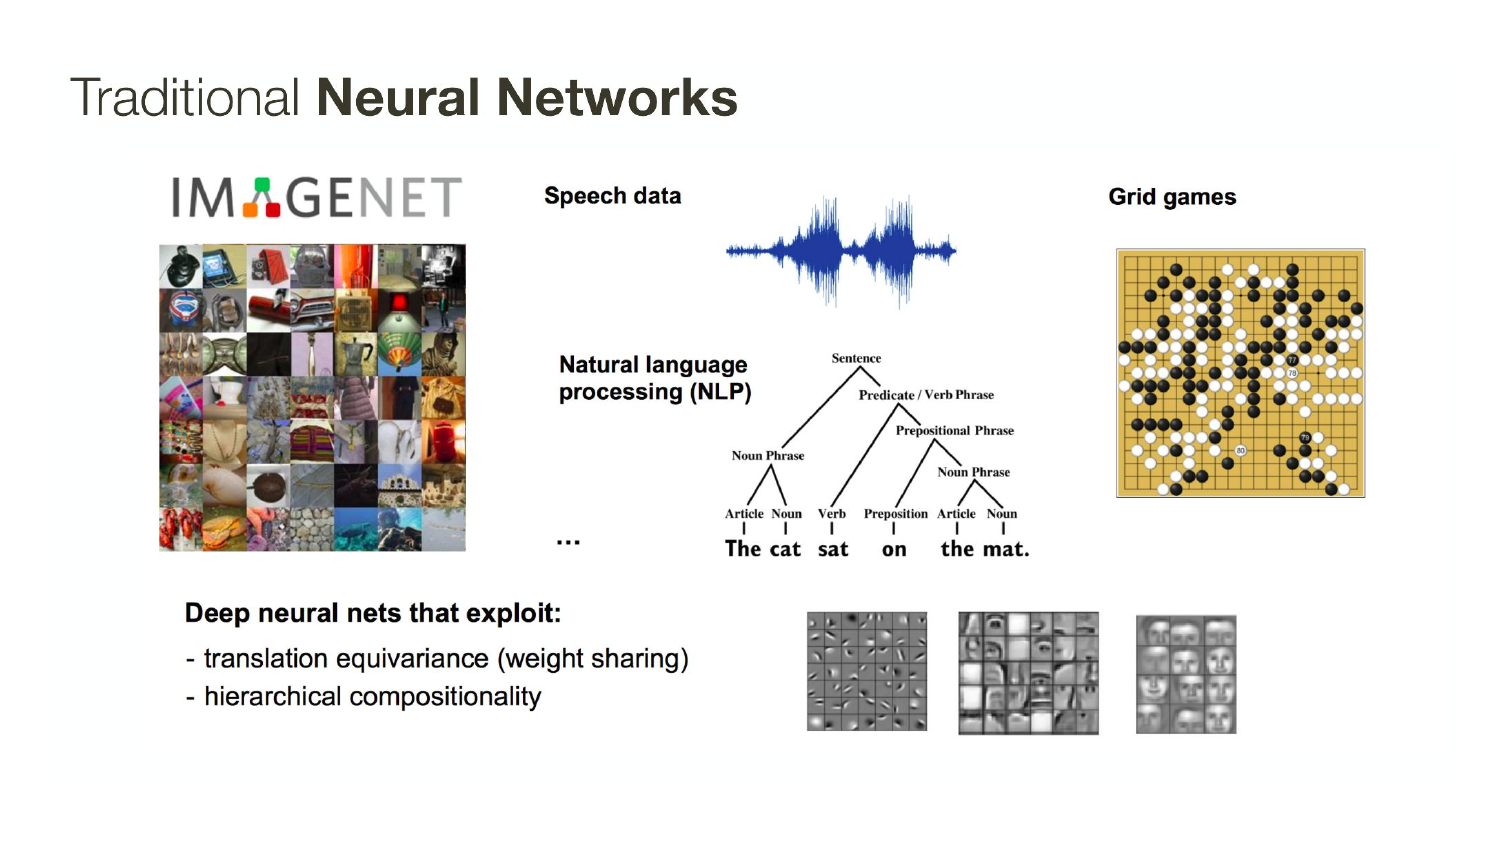 Traditional Neural Networks
IMAGENET
Speech data
Grid games
Natural language
processing (NLP)
Sentence
Predicate / Verb Phrase
Prepositional Phrase
Noun Phrase
Noun Phrase
Article Noun Verb Preposition Article Noun
The cat sat on the mat.
...
77
78
79
80
Deep neural nets that exploit:
- translation equivariance (weight sharing)
- hierarchical compositionality